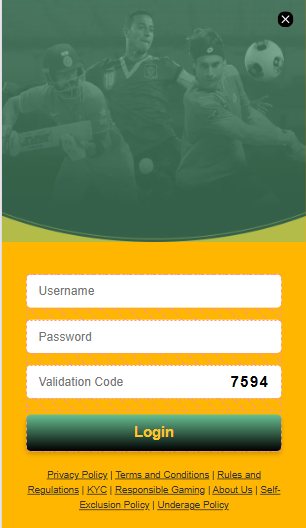 Username
Password
Validation Code 7594
Login
Privacy Policy | Terms and Conditions | Rules and
Regulations | KYC | Responsible Gaming | About Us | Self-
Exclusion Policy | Underage Policy